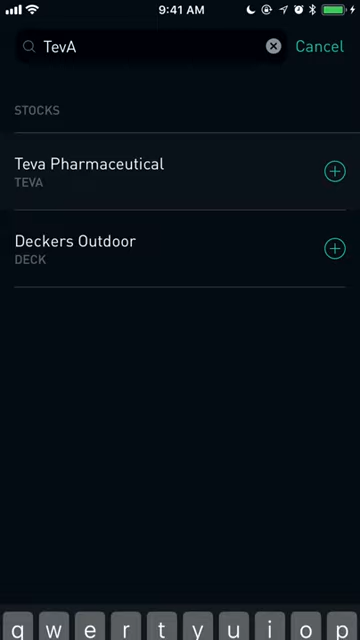 9:41 AM
TevA
Cancel
STOCKS
Teva Pharmaceutical
TEVA
Deckers Outdoor
DECK
q w e r t y u i o p